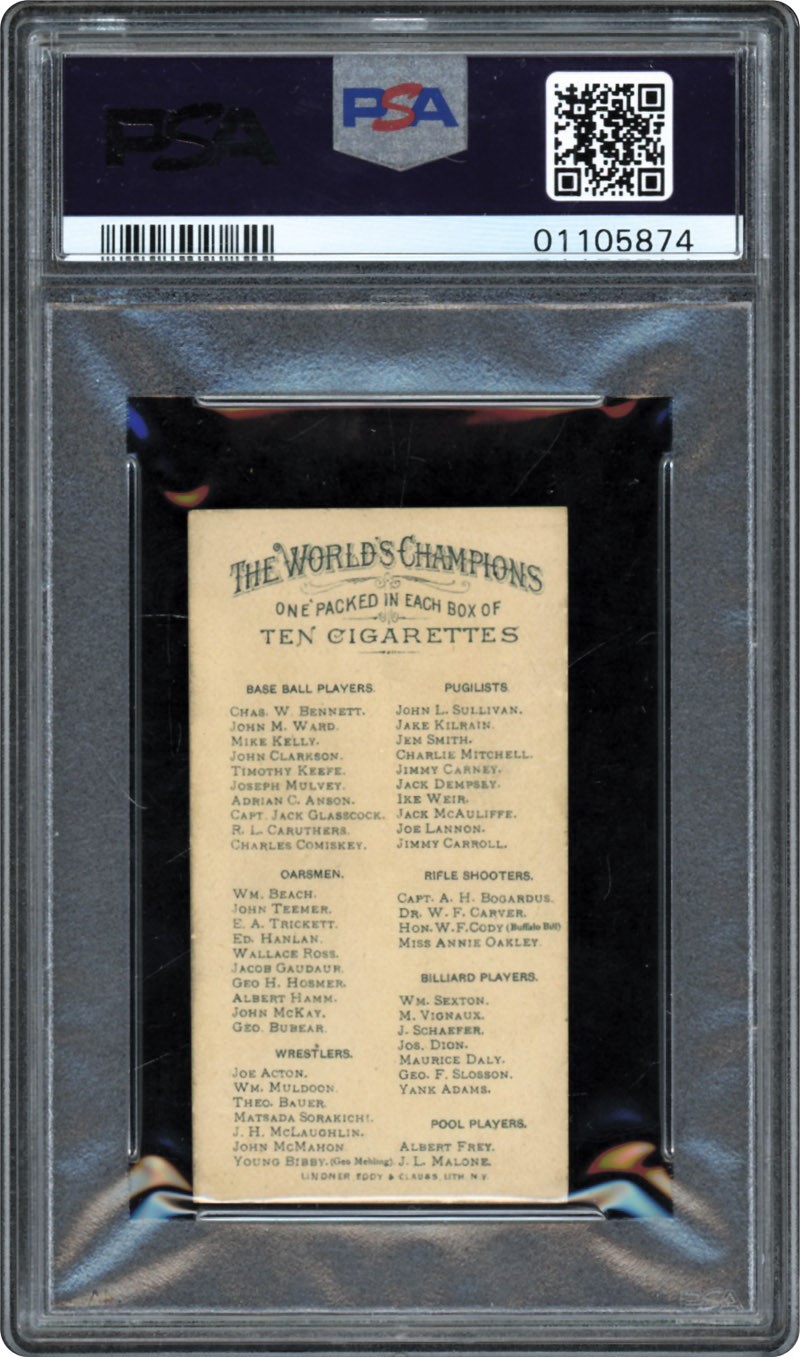 PSA
PSA
01105874
THE WORLD'S CHAMPIONS
ONE PACKED IN EACH BOX OF
TEN CIGARETTES
BASE BALL PLAYERS.
CHAS. W. BENNETT.
JOHN M. WARD.
MIKE KELLY.
JOHN CLARKSON.
TIMOTHY KEEFE.
JOSEPH MULVEY.
ADRIAN C. ANSON.
CAPT. JACK GLASSCOCK.
R. L. CARUTHERS.
CHARLES COMISKEY.
OARSMEN.
WM. BEACH.
JOHN TEEMER.
E. A. TRICKETT.
ED. HANLAN.
WALLACE ROSS.
JACOB GAUDAUR.
GEO H. HOSMER.
ALBERT HAMM.
JOHN MCKAY.
GEO. BUBEAR.
WRESTLERS.
JOE ACTON.
WM. MULDOON.
THEO. BAUER.
MATSADA SORAKICHI.
J. H. MCLAUGHLIN.
JOHN MCMAHON
YOUNG BIBBY. (Geo Mehling).
PUGILISTS
JOHN L. SULLIVAN.
JAKE KILRAIN.
JEM SMITH.
CHARLIE MITCHELL.
JIMMY CARNEY.
JACK DEMPSEY.
IKE WEIR.
JACK MCAULIFFE.
JOE LANNON.
JIMMY CARROLL.
RIFLE SHOOTERS.
CAPT. A. H. BOGARDUS.
DR. W. F. CARVER.
HON. W. F. CODY (Buffalo Bill)
MISS ANNIE OAKLEY.
BILLIARD PLAYERS.
WM. SEXTON.
M. VIGNAUX.
J. SCHAEFER.
JOS. DION.
MAURICE DALY.
GEO. F. SLOSSON.
YANK ADAMS.
POOL PLAYERS.
ALBERT FREY.
J. L. MALONE.
LINDNER EDDY & CLAUSS, LITH N.Y.
PSA